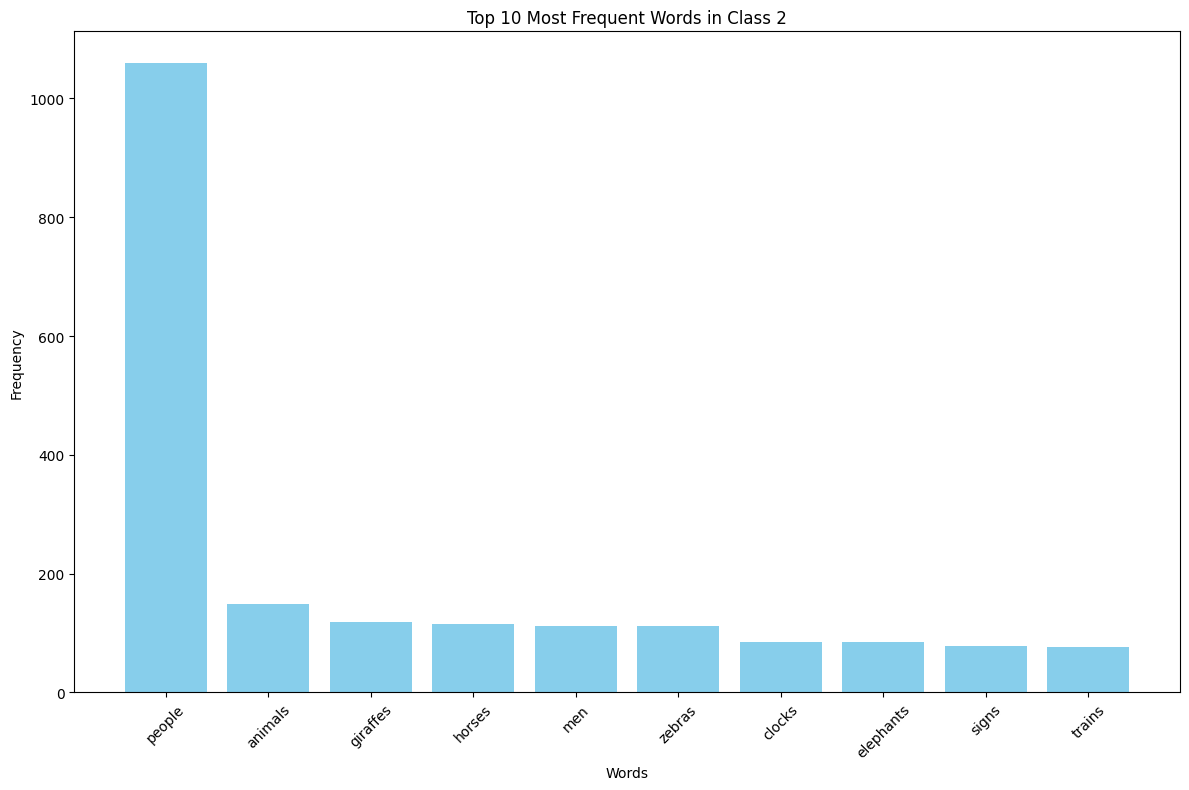 Top 10 Most Frequent Words in Class 2
1000
800
600
400
200
0
Frequency
people
animals
giraffes
horses
men
zebras
clocks
elephants
signs
trains
Words